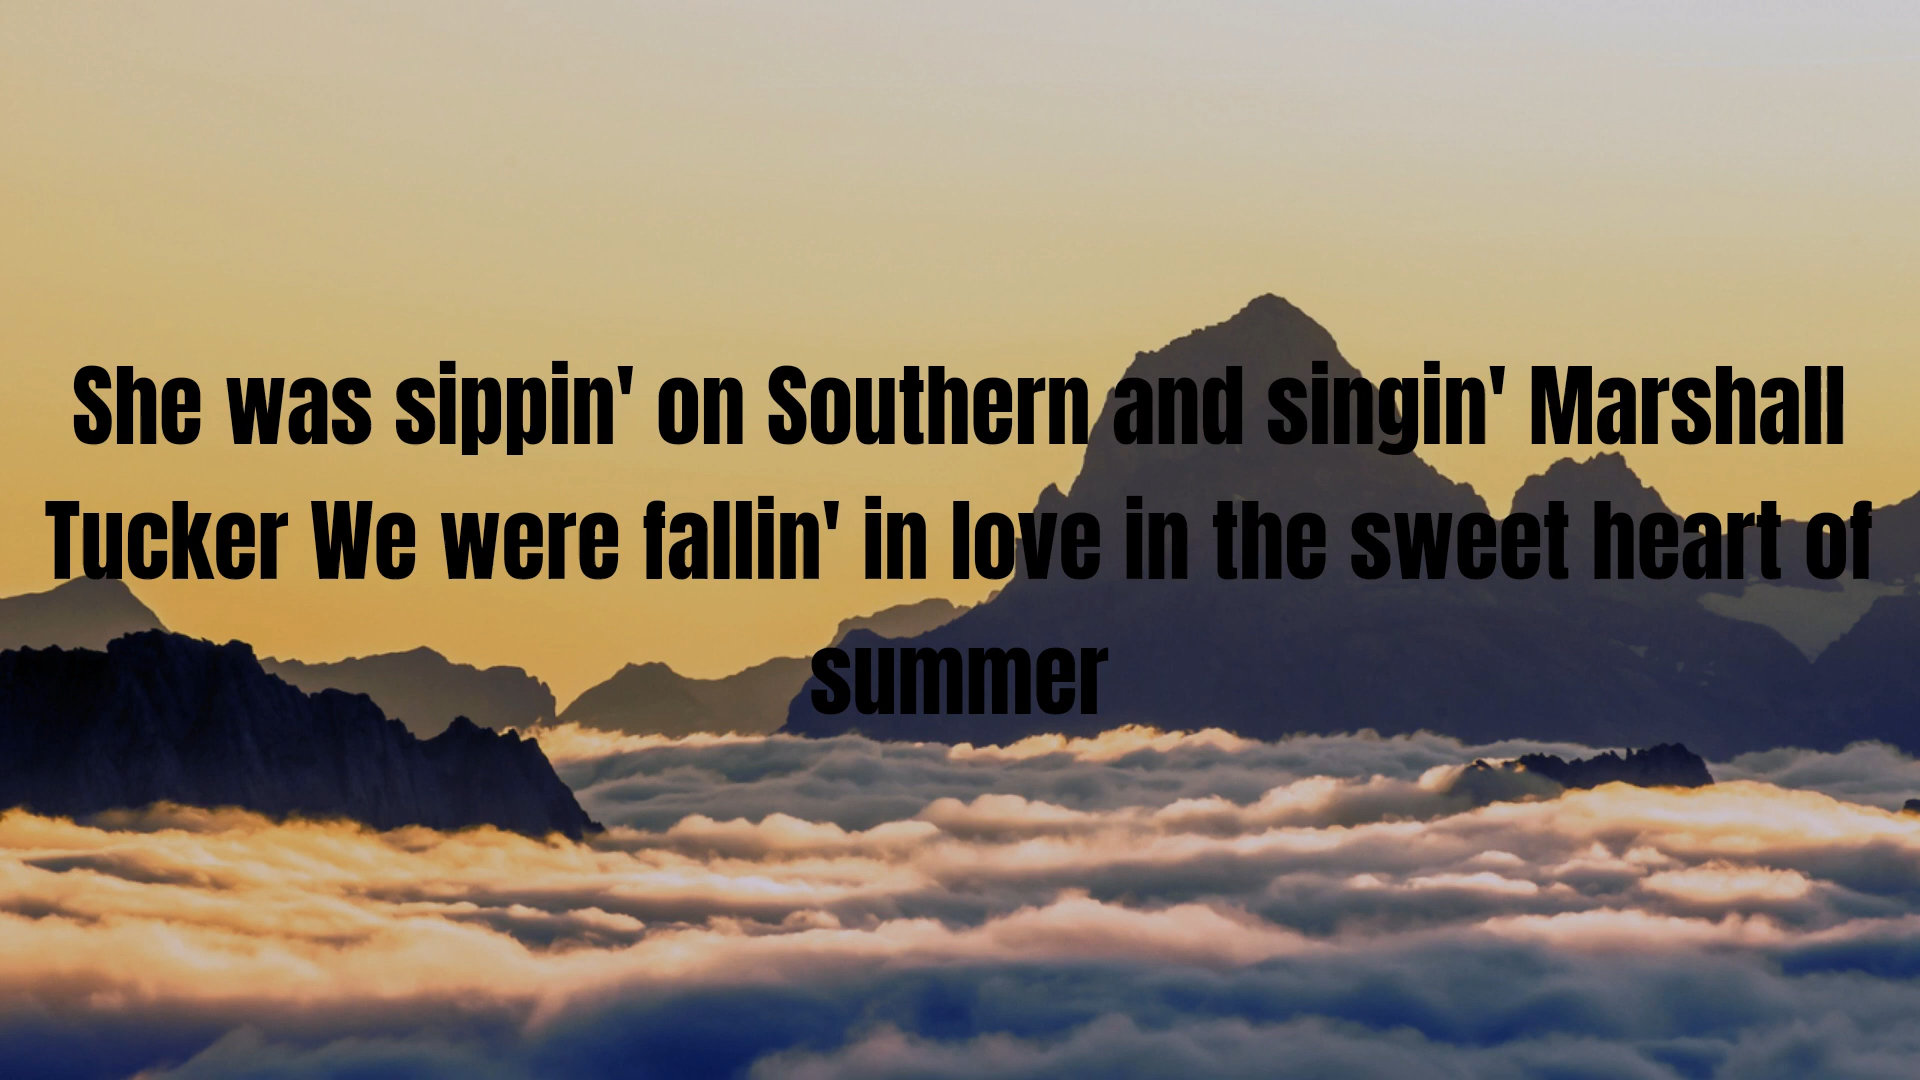 She was sippin' on Southern and singin' Marshall
Tucker We were fallin' in love in the sweet heart of
summer